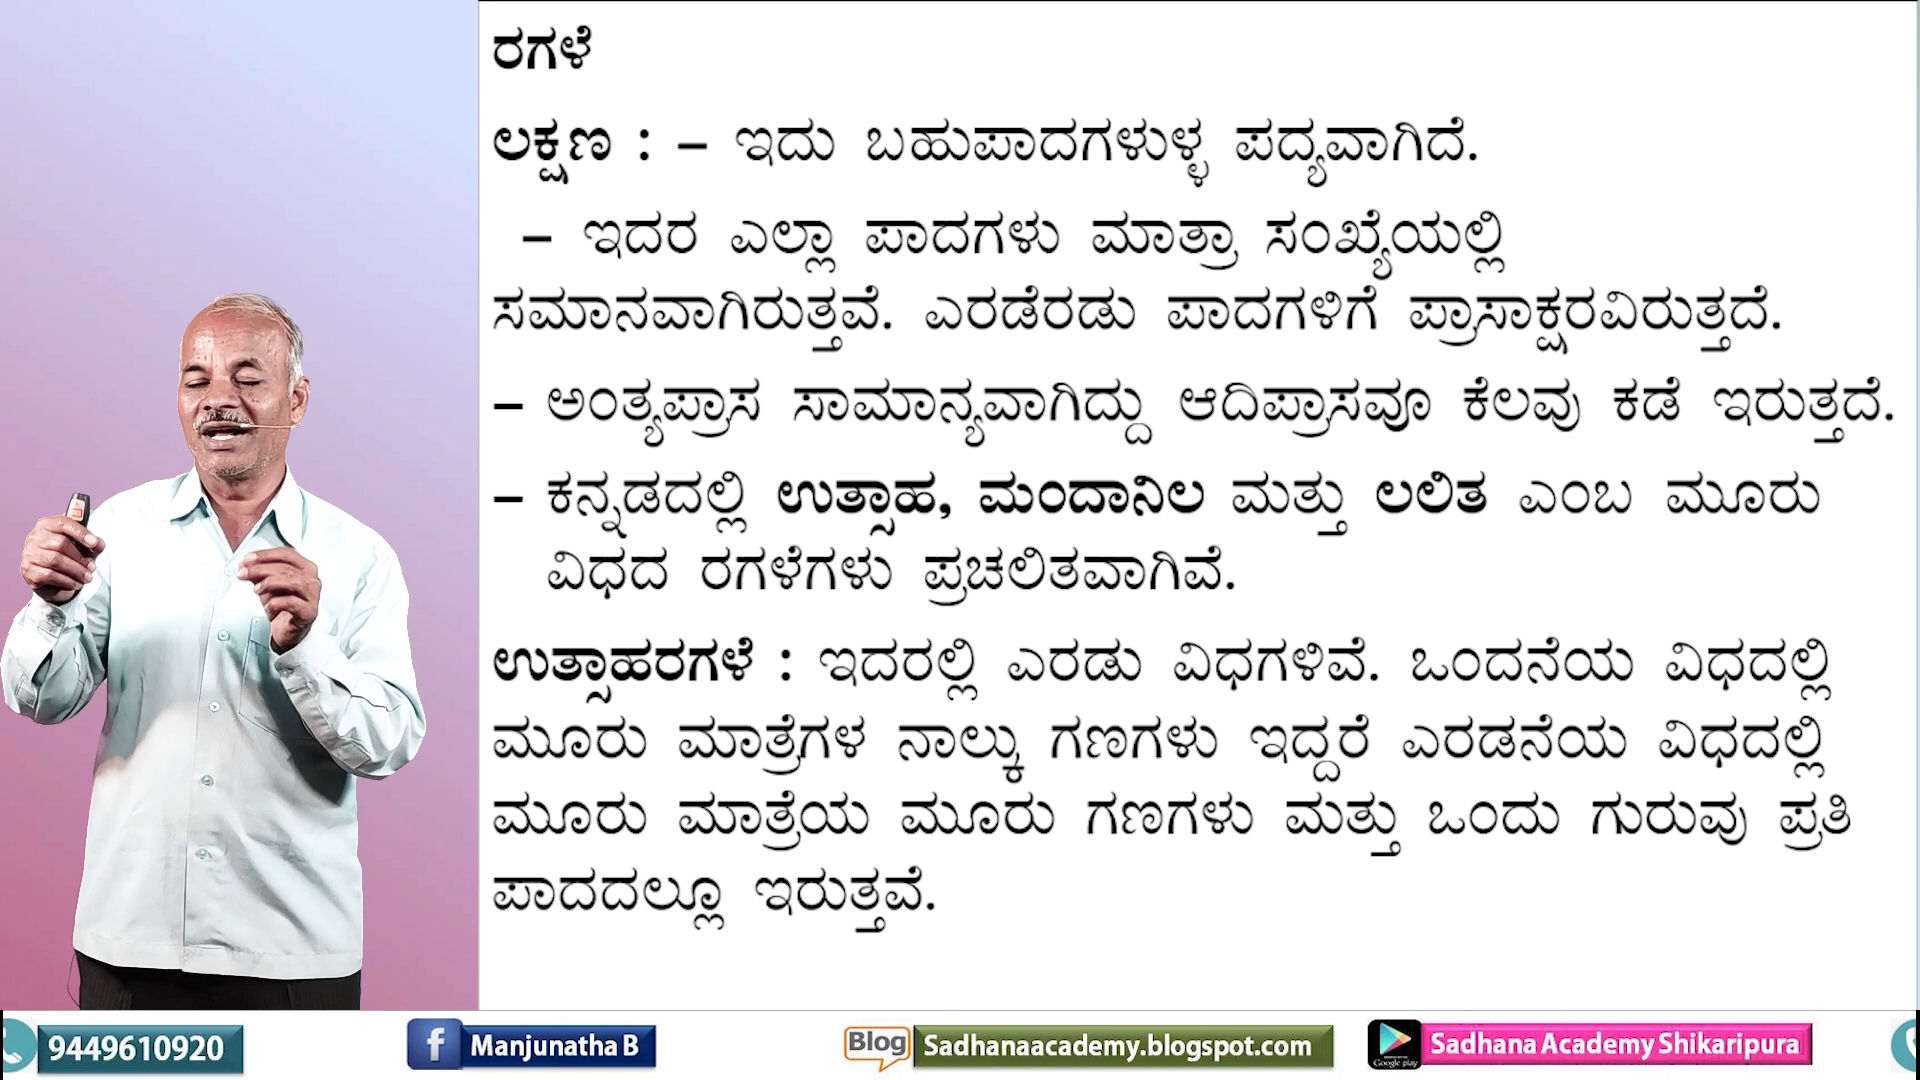 ರಗಳೆ
ಲಕ್ಷಣ : – ಇದು ಬಹುಪಾದಗಳುಳ್ಳ ಪದ್ಯವಾಗಿದೆ.
– ಇದರ ಎಲ್ಲಾ ಪಾದಗಳು ಮಾತ್ರಾ ಸಂಖ್ಯೆಯಲ್ಲಿ
ಸಮಾನವಾಗಿರುತ್ತವೆ. ಎರಡೆರಡು ಪಾದಗಳಿಗೆ ಪ್ರಾಸಾಕ್ಷರವಿರುತ್ತದೆ.
– ಅಂತ್ಯಪ್ರಾಸ ಸಾಮಾನ್ಯವಾಗಿದ್ದು ಆದಿಪ್ರಾಸವೂ ಕೆಲವು ಕಡೆ ಇರುತ್ತದೆ.
– ಕನ್ನಡದಲ್ಲಿ ಉತ್ಸಾಹ, ಮಂದಾನಿಲ ಮತ್ತು ಲಲಿತ ಎಂಬ ಮೂರು
ವಿಧದ ರಗಳೆಗಳು ಪ್ರಚಲಿತವಾಗಿವೆ.
ಉತ್ಸಾಹರಗಳೆ : ಇದರಲ್ಲಿ ಎರಡು ವಿಧಗಳಿವೆ. ಒಂದನೆಯ ವಿಧದಲ್ಲಿ
ಮೂರು ಮಾತ್ರೆಗಳ ನಾಲ್ಕು ಗಣಗಳು ಇದ್ದರೆ ಎರಡನೆಯ ವಿಧದಲ್ಲಿ
ಮೂರು ಮಾತ್ರೆಯ ಮೂರು ಗಣಗಳು ಮತ್ತು ಒಂದು ಗುರುವು ಪ್ರತಿ
ಪಾದದಲ್ಲೂ ಇರುತ್ತವೆ.
9449610920
f Manjunatha B
Blog Sadhanaacademy.blogspot.com
Google play Sadhana Academy Shikaripura